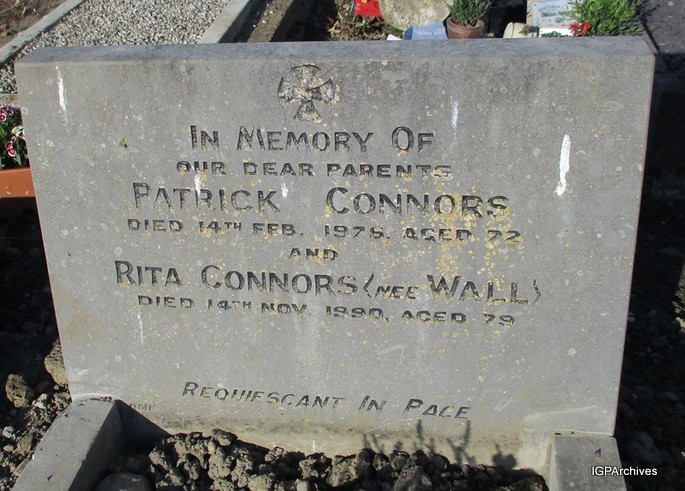 IN MEMORY OF
OUR DEAR PARENTS
PATRICK CONNORS
DIED 14TH FEB. 1976, AGED 72
AND
RITA CONNORS (NEE WALL)
DIED 14TH NOV. 1990, AGED 79
REQUIESCANT IN PACE
IGPArchives